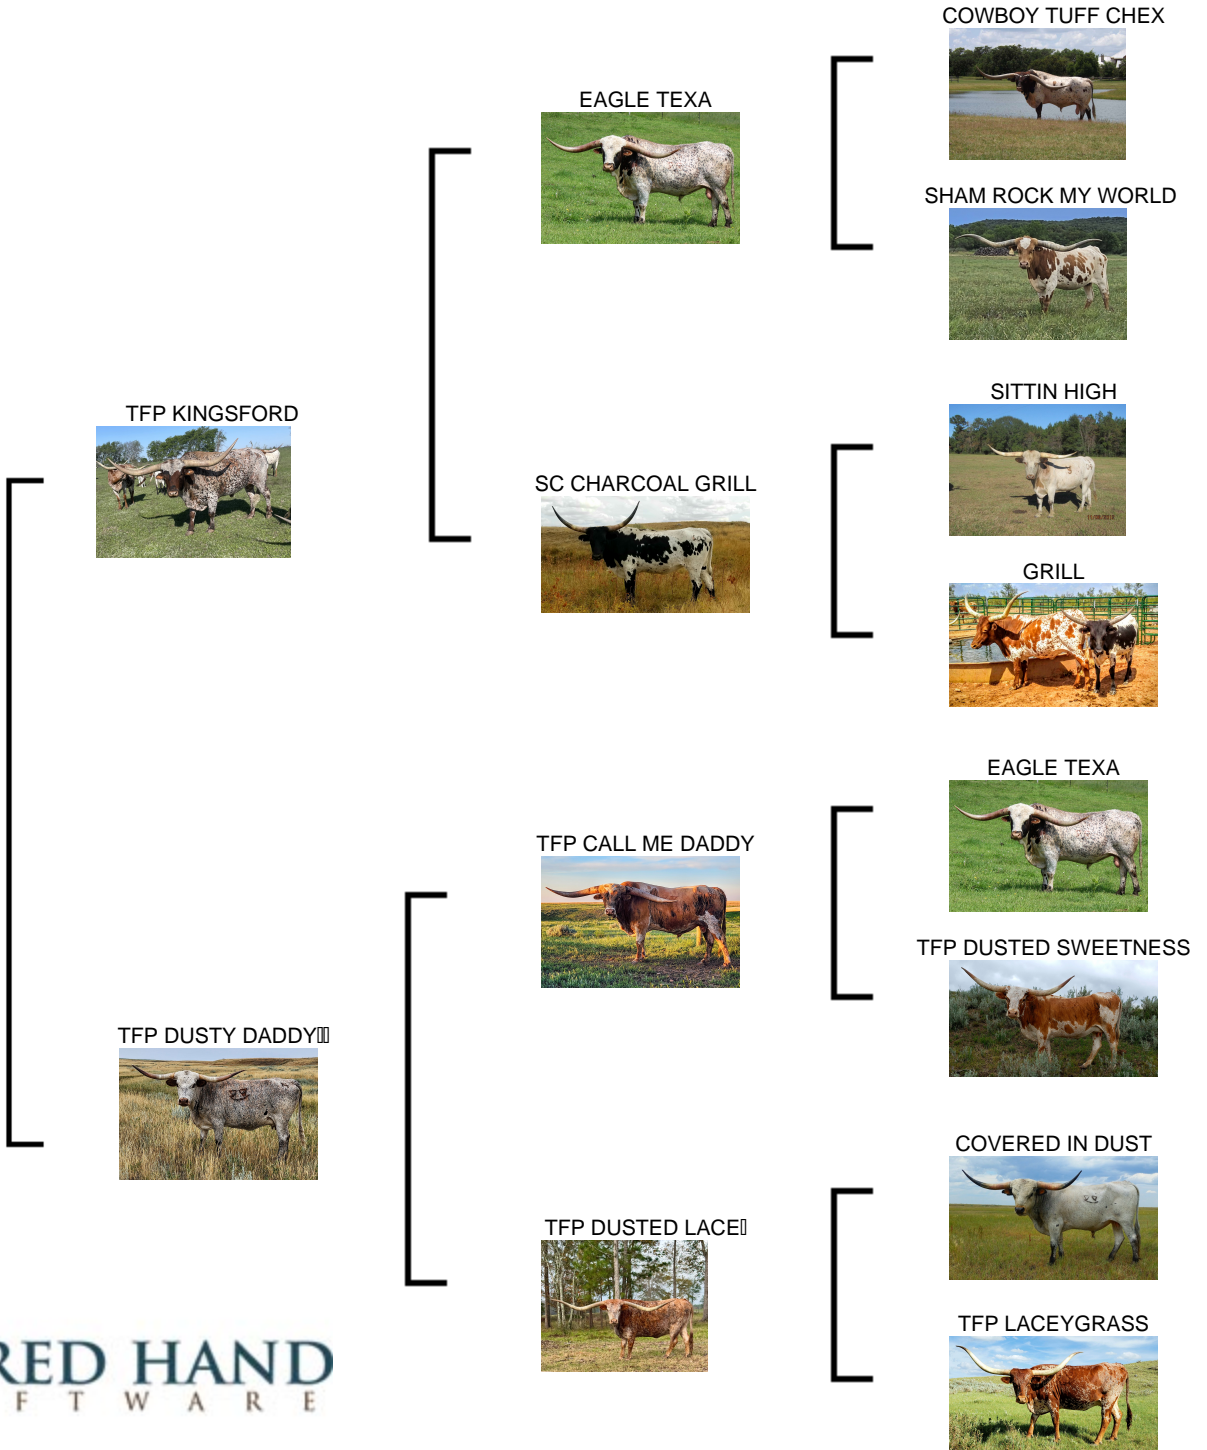 COWBOY TUFF CHEX
EAGLE TEXA
SHAM ROCK MY WORLD
SITTIN HIGH
TFP KINGSFORD
SC CHARCOAL GRILL
GRILL
EAGLE TEXA
TFP CALL ME DADDY
TFP DUSTED SWEETNESS
TFP DUSTY DADDY
COVERED IN DUST
TFP DUSTED LACE
TFP LACEYGRASS
RED HAND
F T W A R E